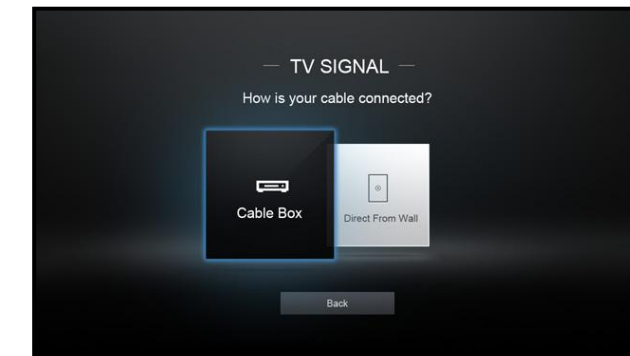 — TV SIGNAL —
How is your cable connected?
Cable Box
Direct From Wall
Back